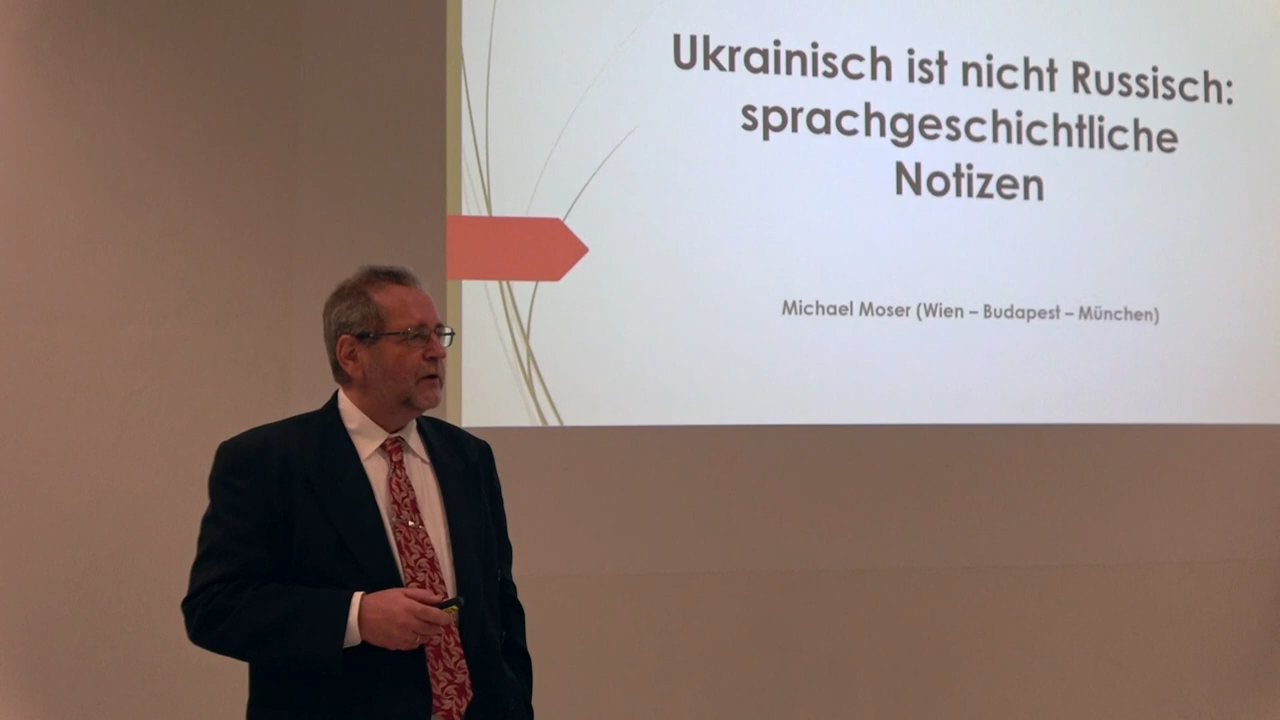 Ukrainisch ist nicht Russisch:
sprachgeschichtliche
Notizen
Michael Moser (Wien – Budapest – München)